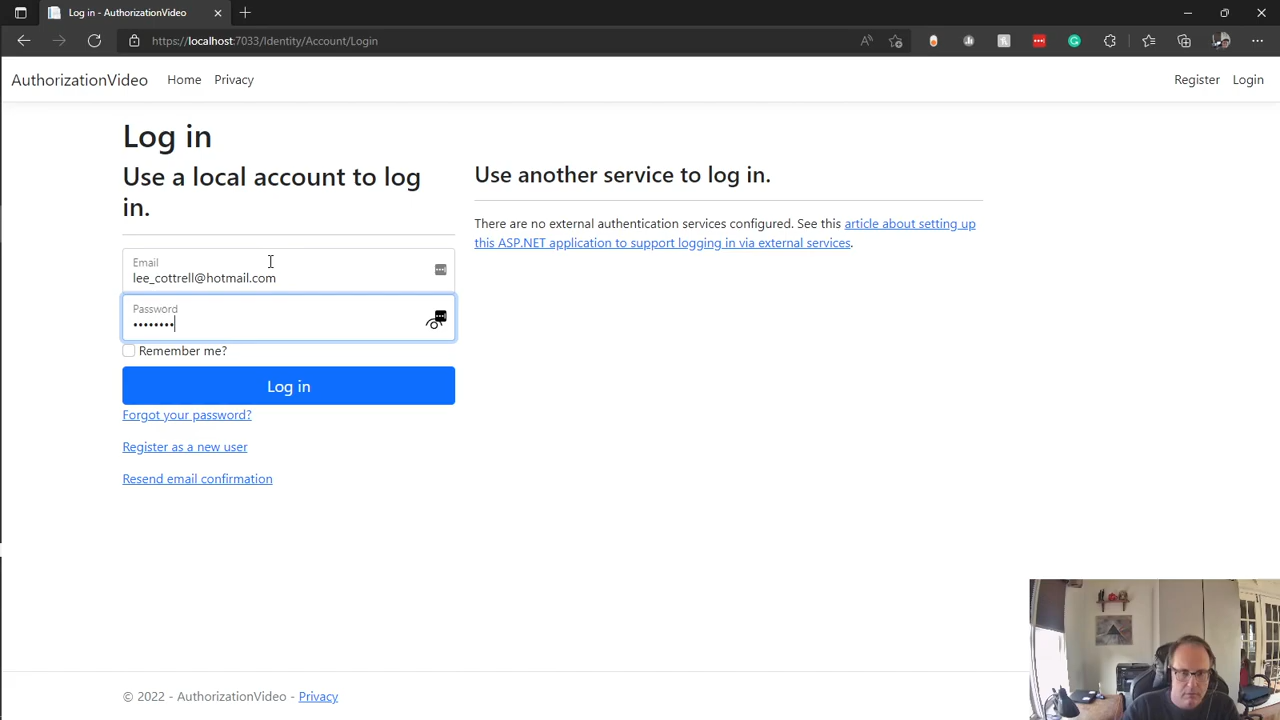 Log in - AuthorizationVideo
https://localhost:7033/Identity/Account/Login
AuthorizationVideo Home Privacy Register Login
Log in
Use a local account to log
in.
Email
lee_cottrell@hotmail.com
Password
••••••••
Remember me?
Log in
Forgot your password?
Register as a new user
Resend email confirmation
Use another service to log in.
There are no external authentication services configured. See this article about setting up
this ASP.NET application to support logging in via external services.
© 2022 - AuthorizationVideo - Privacy